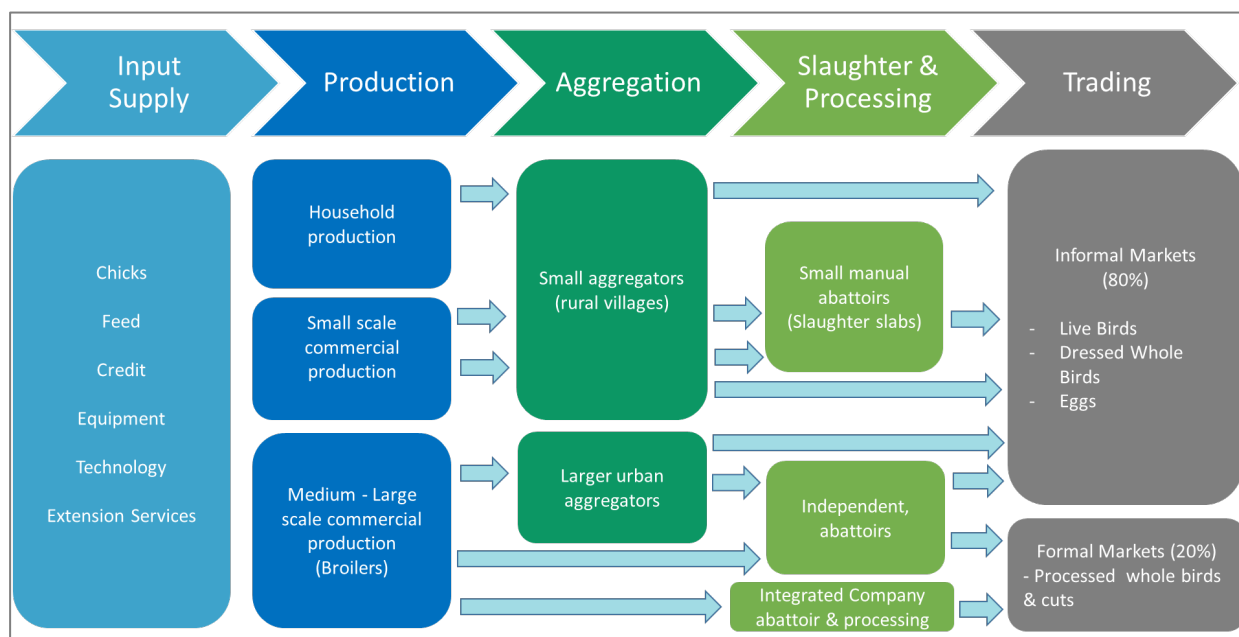 Input
Supply
Production
Aggregation
Slaughter &
Processing
Trading
Chicks
Feed
Credit
Equipment
Technology
Extension Services
Household
production
Small scale
commercial
production
Medium - Large
scale commercial
production
(Broilers)
Small aggregators
(rural villages)
Larger urban
aggregators
Small manual
abattoirs
(Slaughter slabs)
Independent,
abattoirs
Integrated Company
abattoir & processing
Informal Markets
(80%)
- Live Birds
- Dressed Whole
Birds
- Eggs
Formal Markets (20%)
- Processed whole birds
& cuts